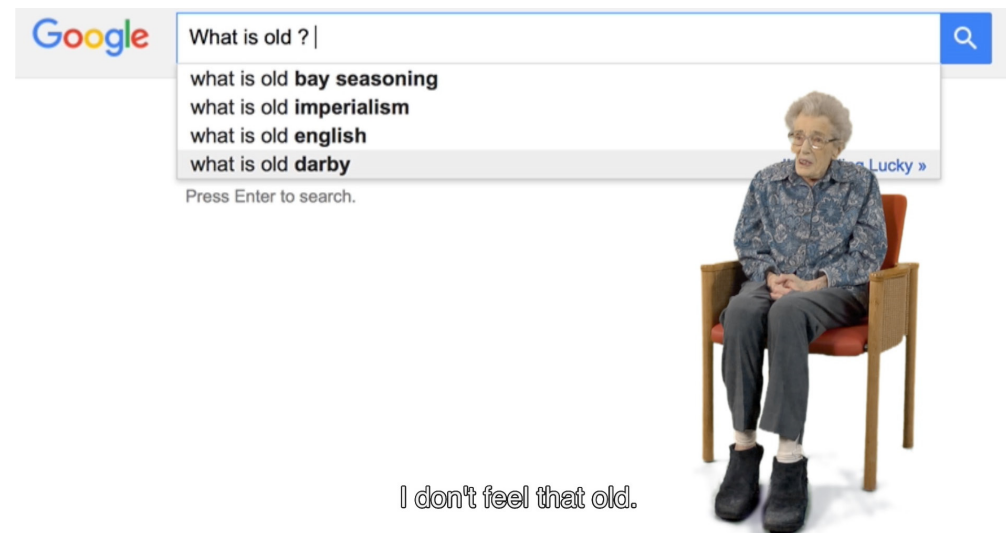 Google
What is old ?
what is old bay seasoning
what is old imperialism
what is old english
what is old darby
Lucky »
Press Enter to search.
I don't feel that old.